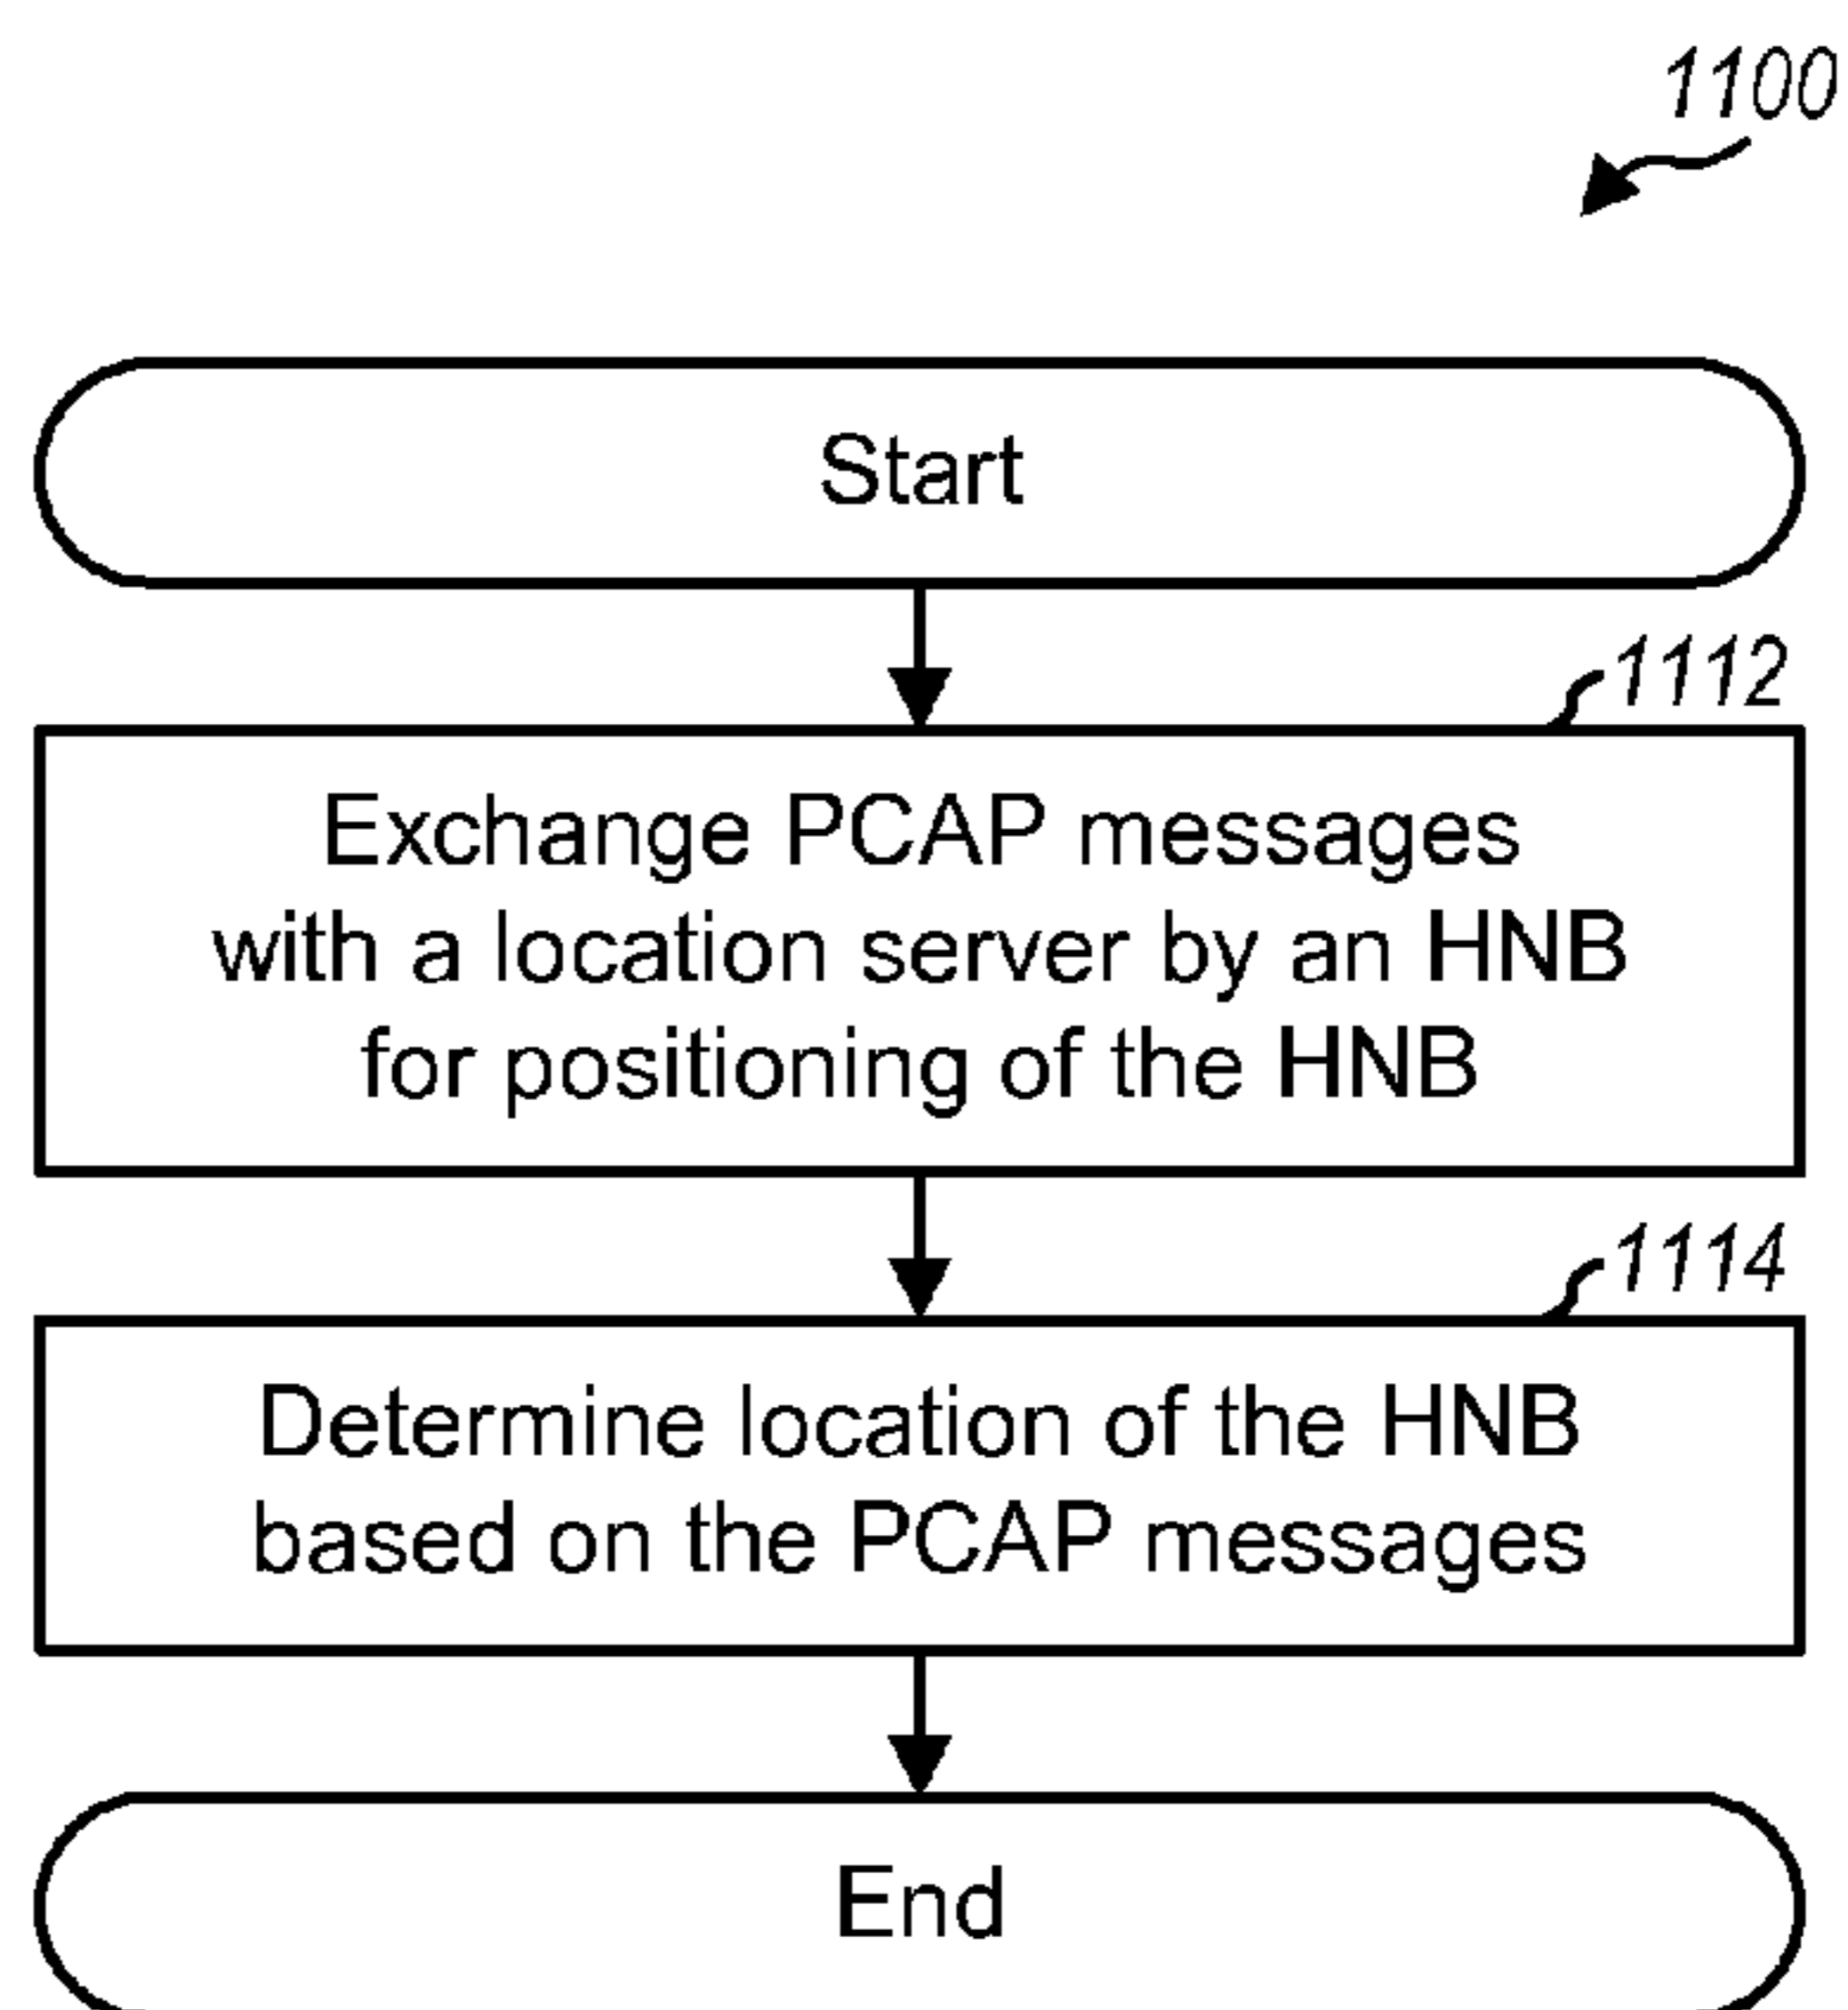 1100
Start
1112
Exchange PCAP messages
with a location server by an HNB
for positioning of the HNB
1114
Determine location of the HNB
based on the PCAP messages
End